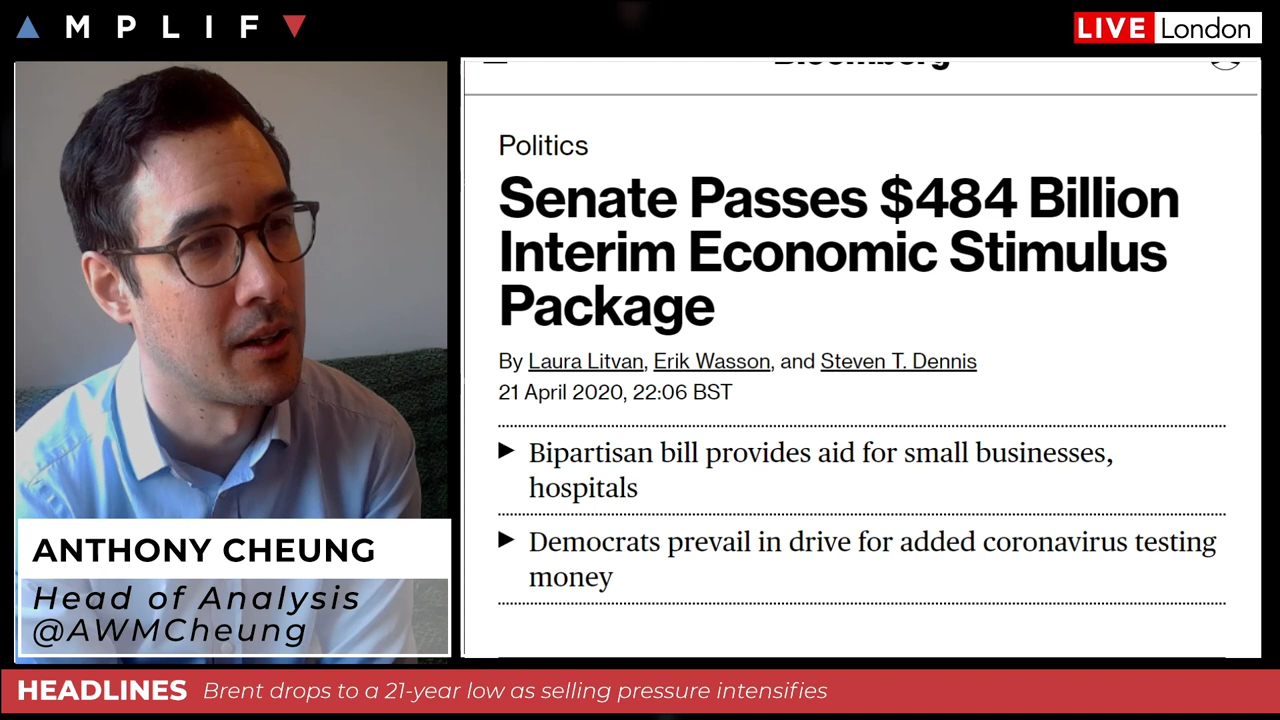 ▲ M P L I F ▼
LIVE London
Bloomberg
Politics
Senate Passes $484 Billion
Interim Economic Stimulus
Package
By Laura Litvan, Erik Wasson, and Steven T. Dennis
21 April 2020, 22:06 BST
▶ Bipartisan bill provides aid for small businesses,
hospitals
▶ Democrats prevail in drive for added coronavirus testing
money
ANTHONY CHEUNG
Head of Analysis
@AWMCheung
HEADLINES Brent drops to a 21-year low as selling pressure intensifies